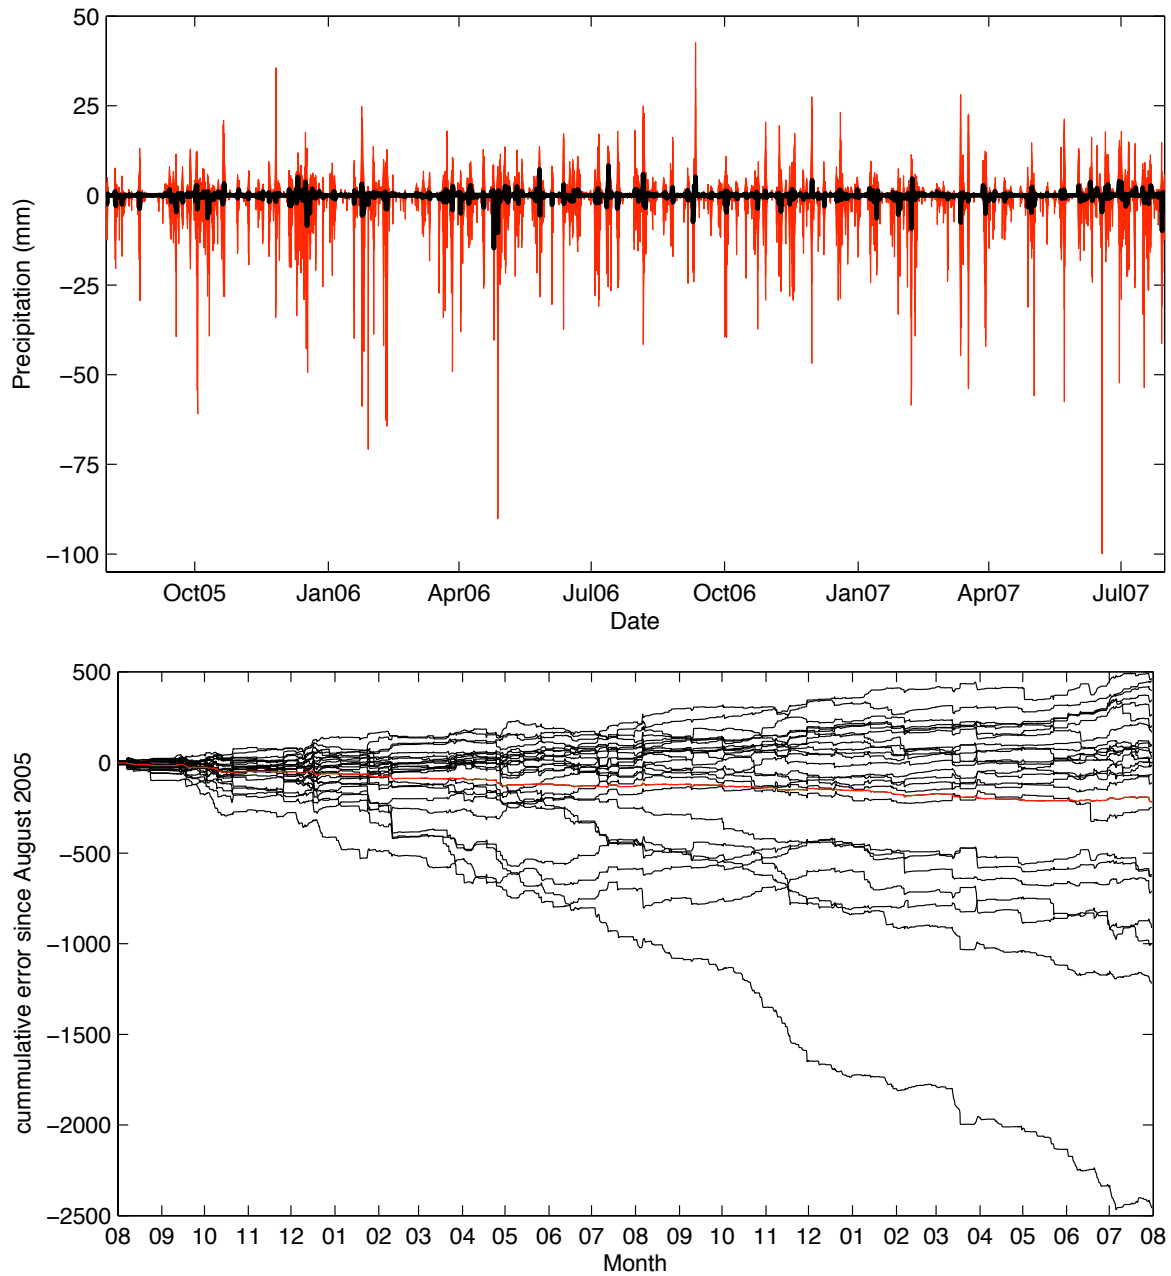 50
25
0
−25
−50
−75
−100
Precipitation (mm)
Oct05 Jan06 Apr06 Jul06 Oct06 Jan07 Apr07 Jul07
Date
500
0
−500
−1000
−1500
−2000
−2500
cummulative error since August 2005
08 09 10 11 12 01 02 03 04 05 06 07 08 09 10 11 12 01 02 03 04 05 06 07 08
Month